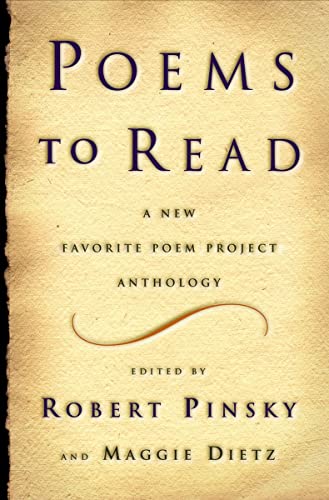 POEMS
TO READ
A NEW
FAVORITE POEM PROJECT
ANTHOLOGY
EDITED BY
ROBERT PINSKY
AND MAGGIE DIETZ